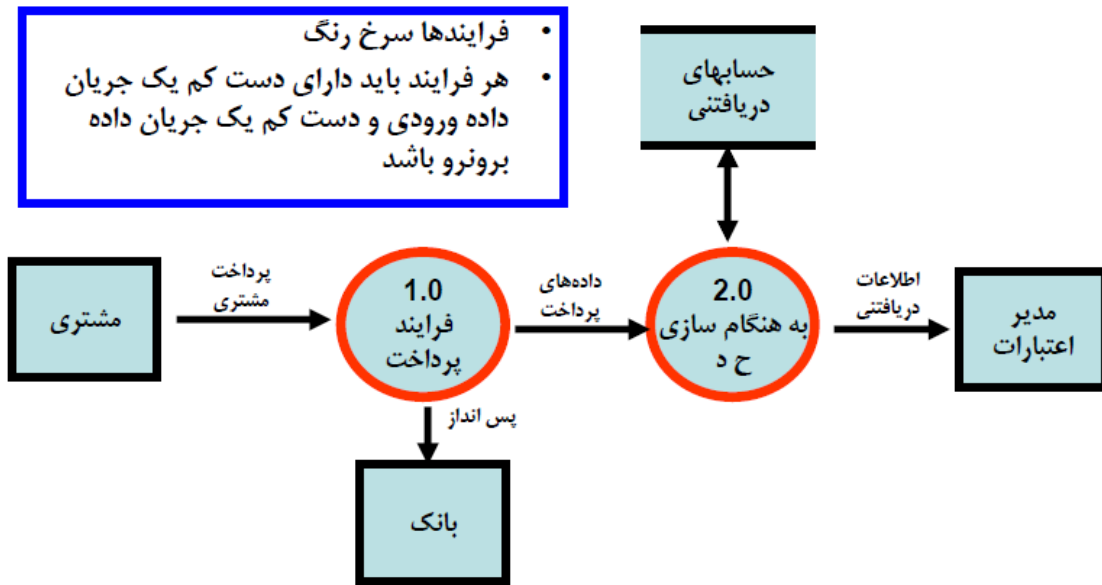 • فرایندها سرخ رنگ
• هر فرایند باید دارای دست کم یک جریان
داده ورودی و دست کم یک جریان داده
برونرو باشد
حسابهای
دریافتنی
مشتری
پرداخت
مشتری
1.0
فرایند
پرداخت
داده‌های
پرداخت
2.0
به هنگام سازی
ح د
اطلاعات
دریافتنی
مدیر
اعتبارات
پس انداز
بانک